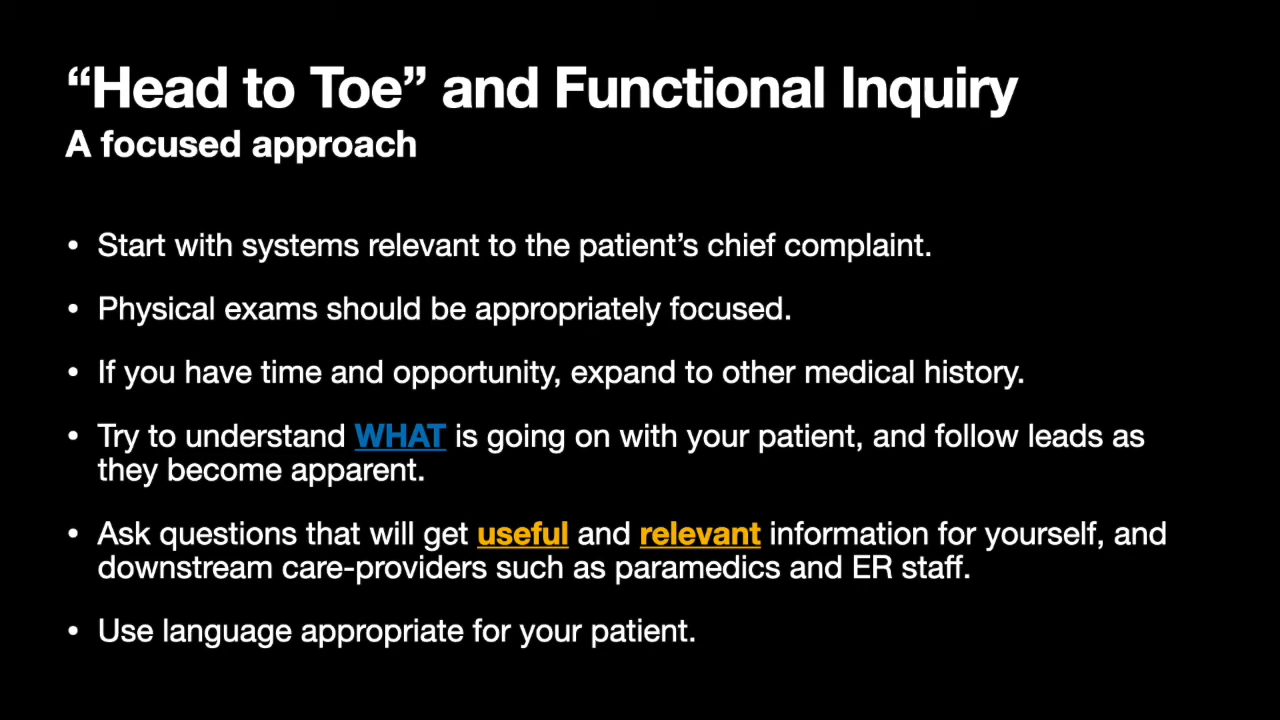 “Head to Toe” and Functional Inquiry
A focused approach
• Start with systems relevant to the patient’s chief complaint.
• Physical exams should be appropriately focused.
• If you have time and opportunity, expand to other medical history.
• Try to understand WHAT is going on with your patient, and follow leads as
they become apparent.
• Ask questions that will get useful and relevant information for yourself, and
downstream care-providers such as paramedics and ER staff.
• Use language appropriate for your patient.